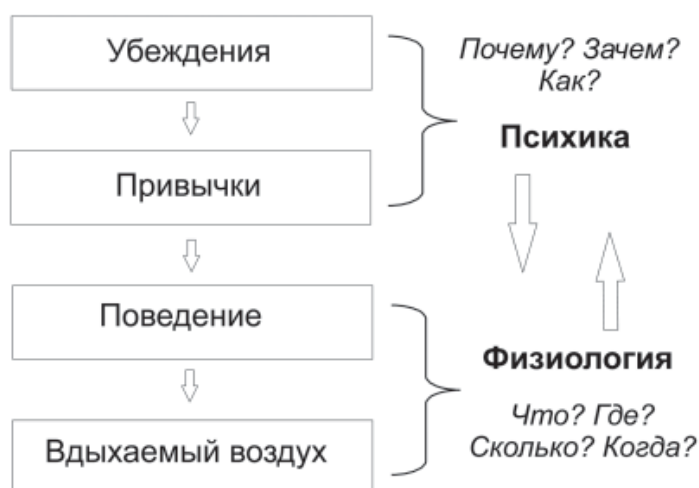 Убеждения
Привычки
Поведение
Вдыхаемый воздух
Почему? Зачем?
Как?
Психика
Физиология
Что? Где?
Сколько? Когда?